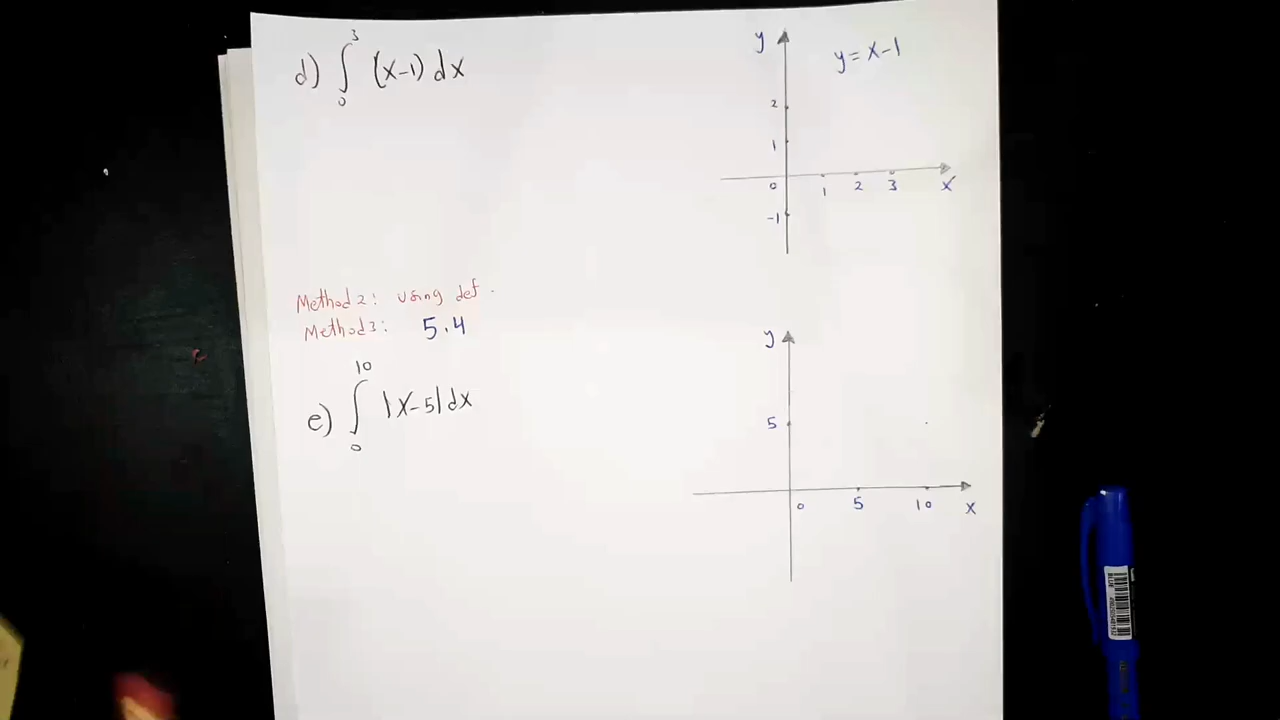 d) ∫₀³ (x-1) dx
y
y = x-1
2
1
0 1 2 3 x
-1
Method 2: using def.
Method 3: 5.4
e) ∫₀¹⁰ |x-5| dx
y
5
0 5 10 x